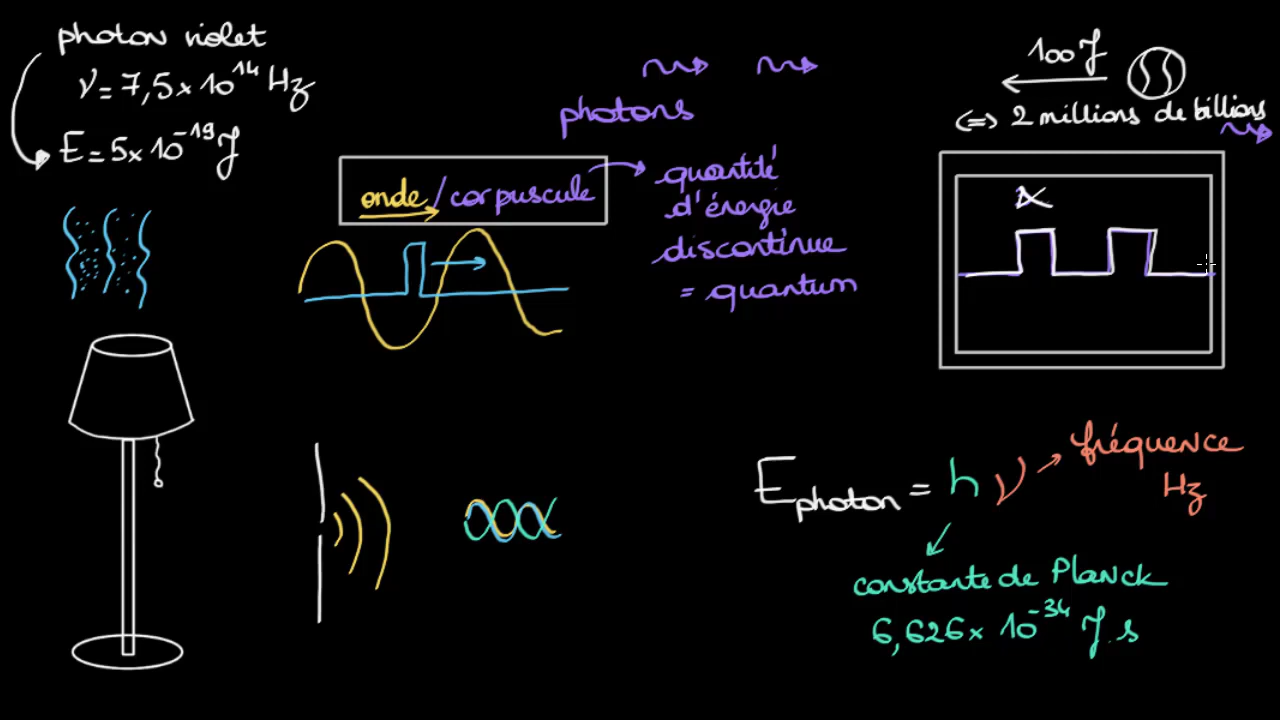 photon violet
ν = 7,5 × 10¹⁴ Hz
E = 5 × 10⁻¹⁹ J
photons
onde / corpuscule
quantité
d'énergie
discontinue
= quantum
100 J
⟺ 2 millions de billions
E photon = h ν
fréquence
Hz
constante de Planck
6,626 × 10⁻³⁴ J.s